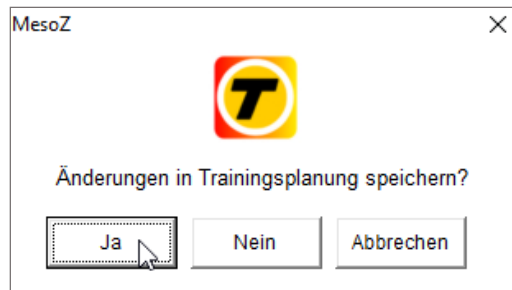 MesoZ
T
Änderungen in Trainingsplanung speichern?
Ja
Nein
Abbrechen